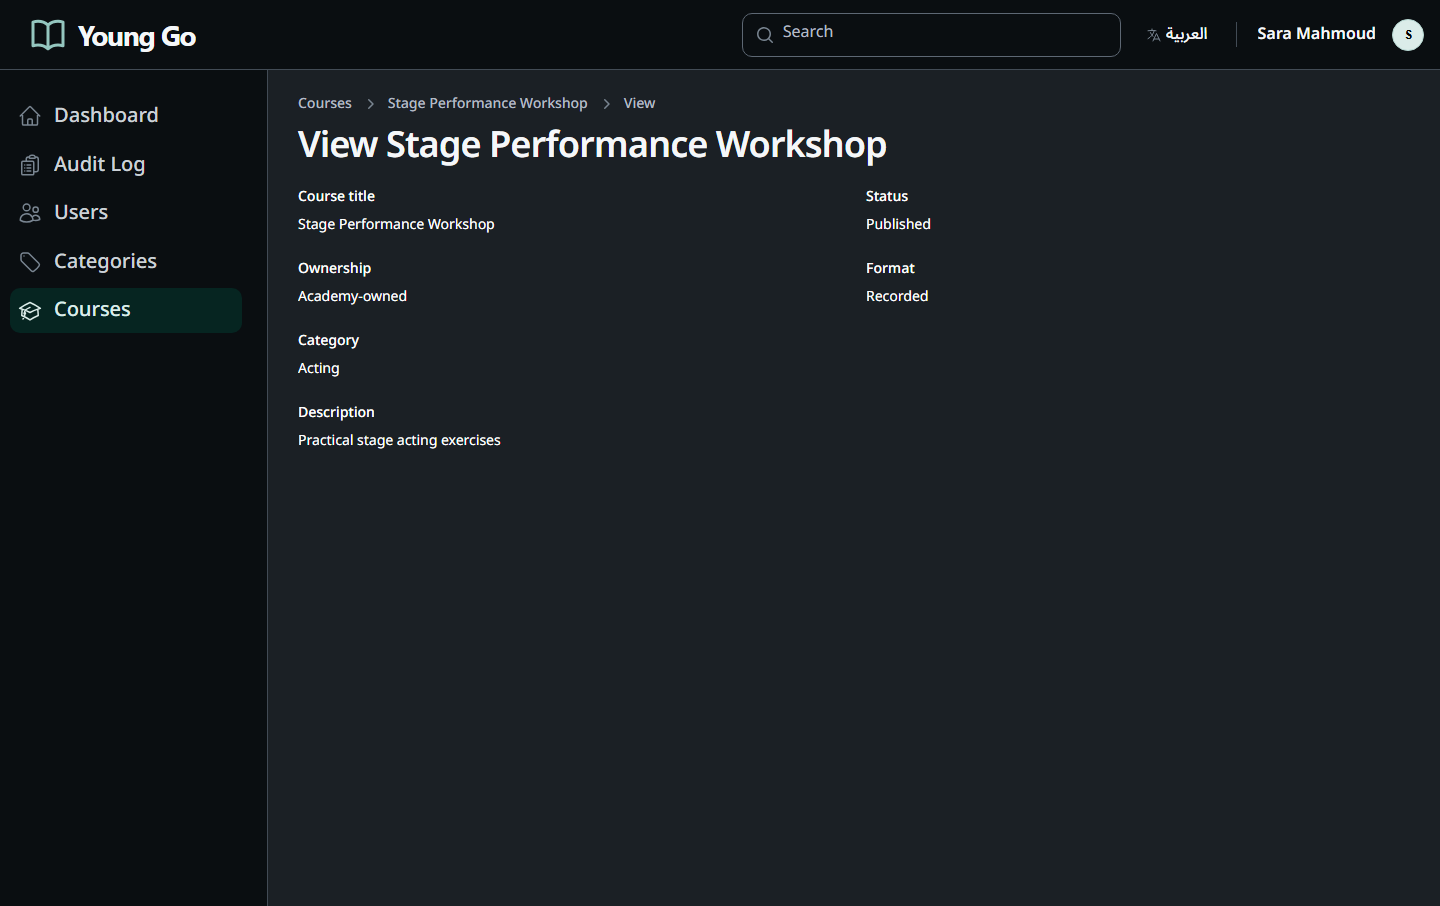 Young Go
Search
العربية
Sara Mahmoud
S
Dashboard
Audit Log
Users
Categories
Courses
Courses
Stage Performance Workshop
View
View Stage Performance Workshop
Course title
Stage Performance Workshop
Status
Published
Ownership
Academy-owned
Format
Recorded
Category
Acting
Description
Practical stage acting exercises